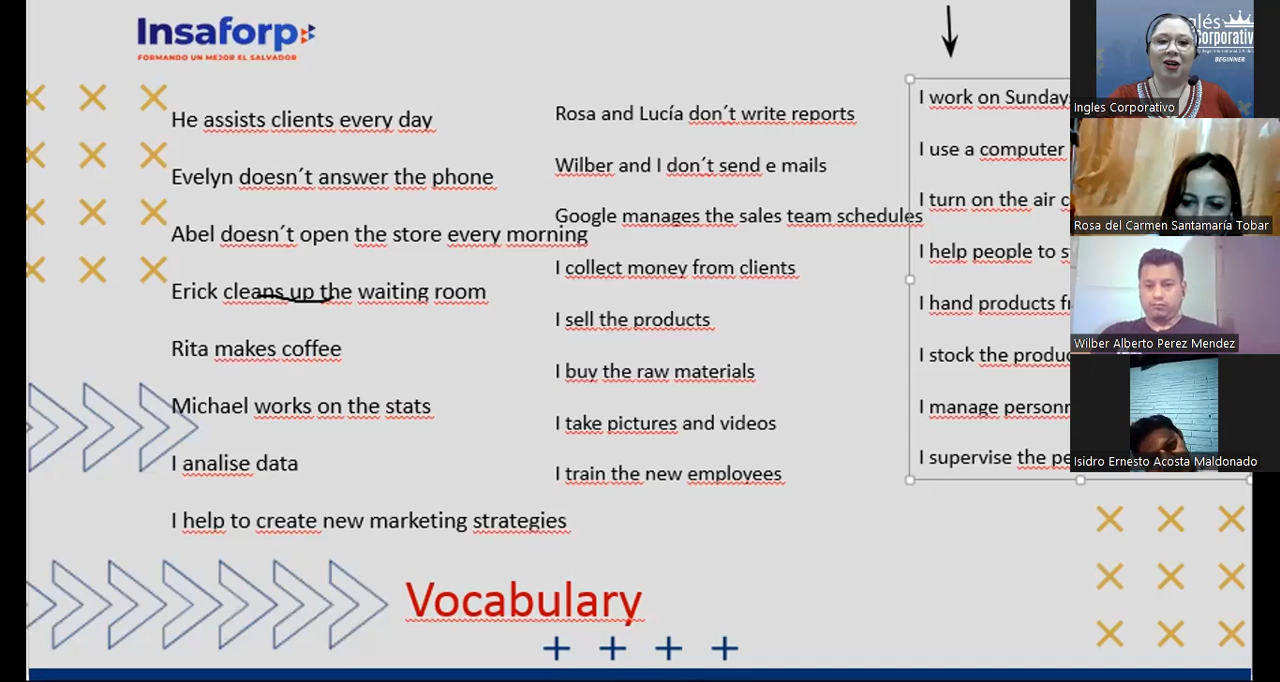 Insaforp
FORMANDO UN MEJOR EL SALVADOR
He assists clients every day
Evelyn doesn´t answer the phone
Abel doesn´t open the store every morning
Erick cleans up the waiting room
Rita makes coffee
Michael works on the stats
I analise data
I help to create new marketing strategies
Rosa and Lucía don´t write reports
Wilber and I don´t send e mails
Google manages the sales team schedules
I collect money from clients
I sell the products
I buy the raw materials
I take pictures and videos
I train the new employees
I work on
I use a computer
I turn on the air
I help people to
I hand products
I stock the
I manage
I supervise the
Vocabulary
BEGINNER
Ingles Corporativo
Rosa del Carmen Santamaría Tobar
Wilber Alberto Perez Mendez
Isidro Ernesto Acosta Maldonado